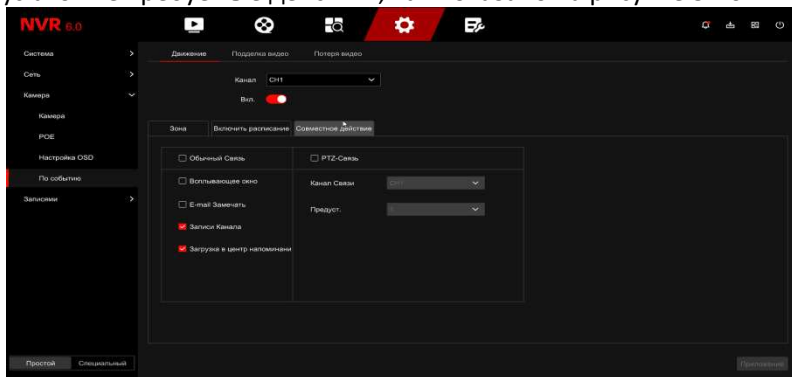 NVR 6.0
Система
Движение Подделка видео Потеря видео
Сеть
Канал CH1
Камера
Вкл.
Камера
Зона Включить расписание Совместное действие
POE
Настройка OSD
Обычный Связь PTZ-Связь
По событию
Всплывающее окно Канал Связи CH1
Записями
E-mail Замечать Предуст.
Записи Канала
Загрузка в центр напоминани
Простой Специальный